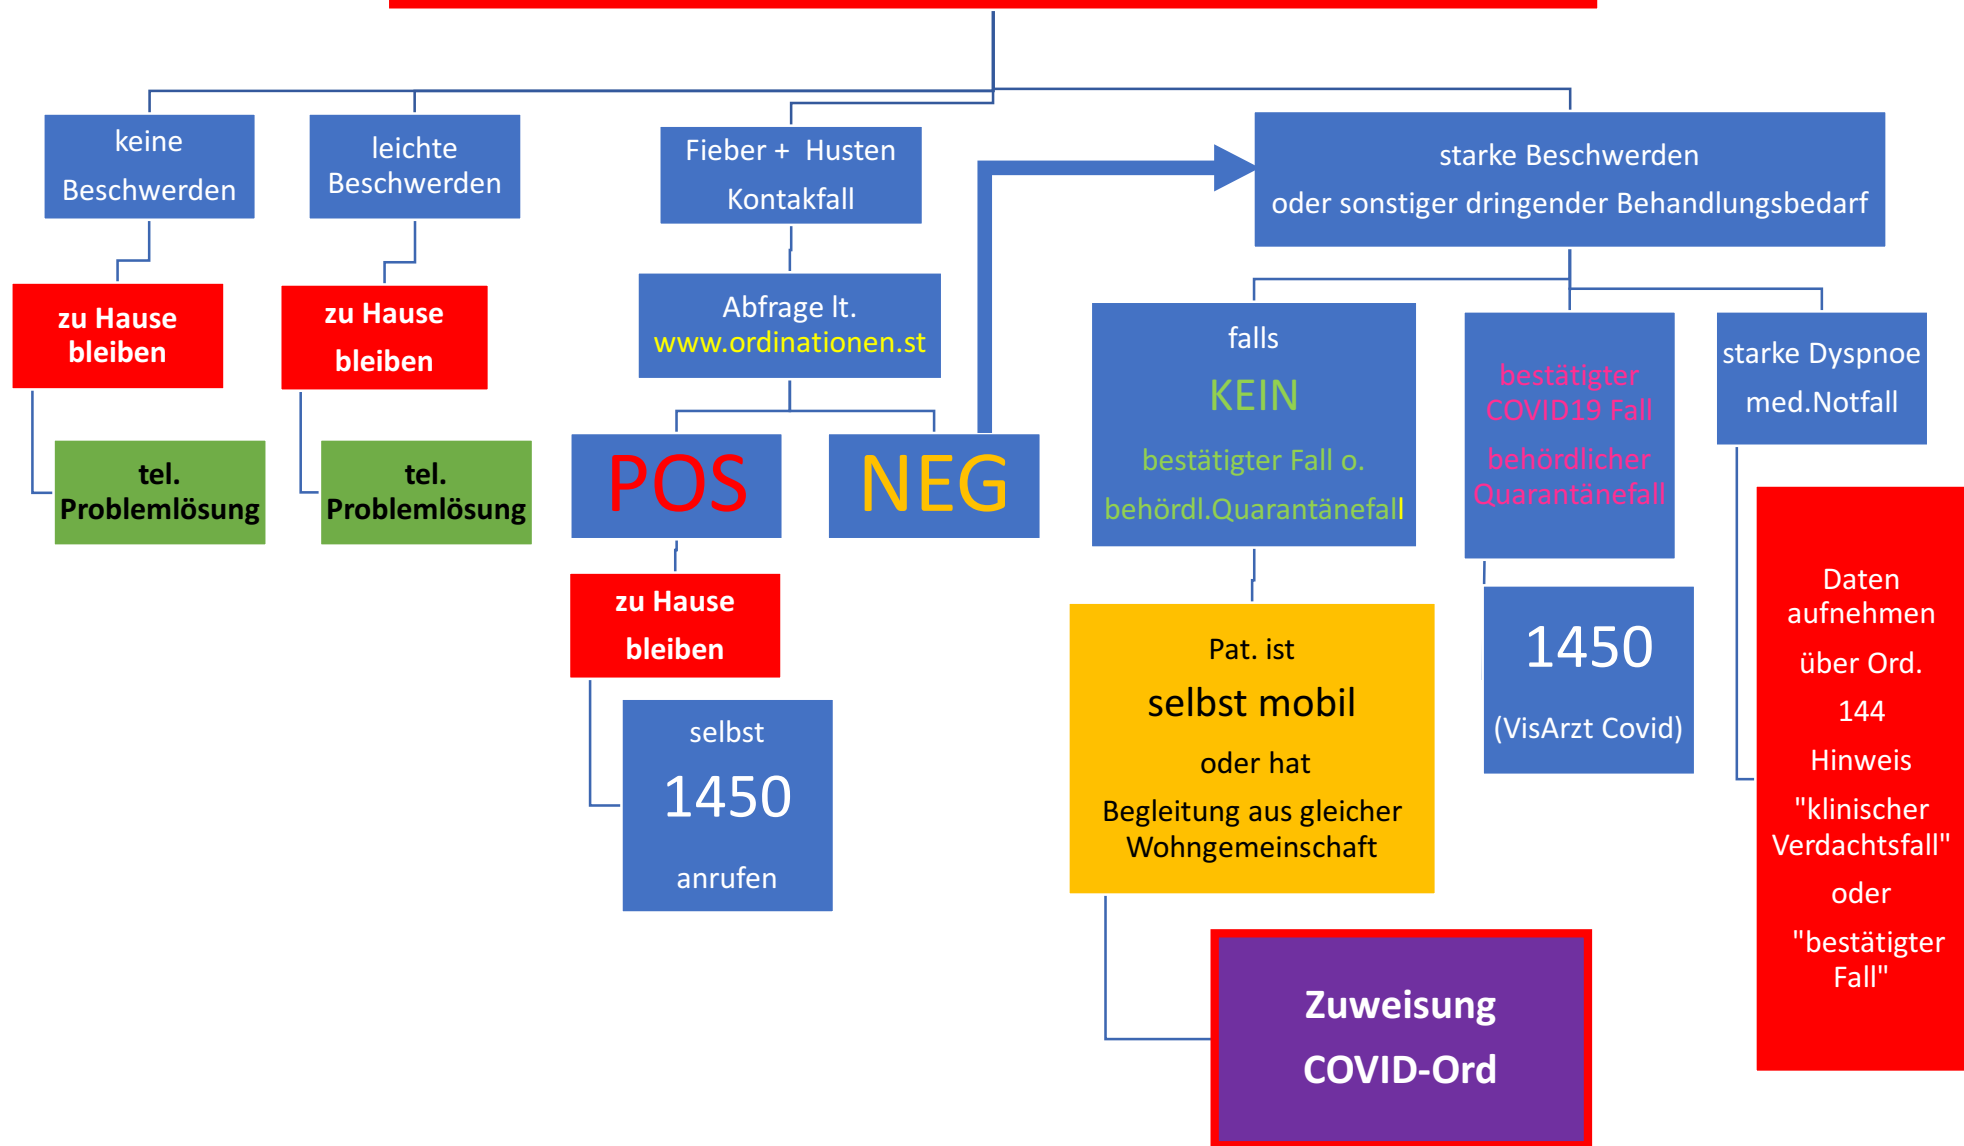 keine
Beschwerden
leichte
Beschwerden
Fieber + Husten
Kontakfall
starke Beschwerden
oder sonstiger dringender Behandlungsbedarf
zu Hause
bleiben
zu Hause
bleiben
Abfrage lt.
www.ordinationen.st
falls
KEIN
bestätigter Fall o.
behördl.Quarantänefall
bestätigter
COVID19 Fall
behördlicher
Quarantänefall
starke Dyspnoe
med.Notfall
tel.
Problemlösung
tel.
Problemlösung
POS
NEG
zu Hause
bleiben
selbst
1450
anrufen
Pat. ist
selbst mobil
oder hat
Begleitung aus gleicher
Wohngemeinschaft
1450
(VisArzt Covid)
Daten
aufnehmen
über Ord.
144
Hinweis
"klinischer
Verdachtsfall"
oder
"bestätigter
Fall"
Zuweisung
COVID-Ord